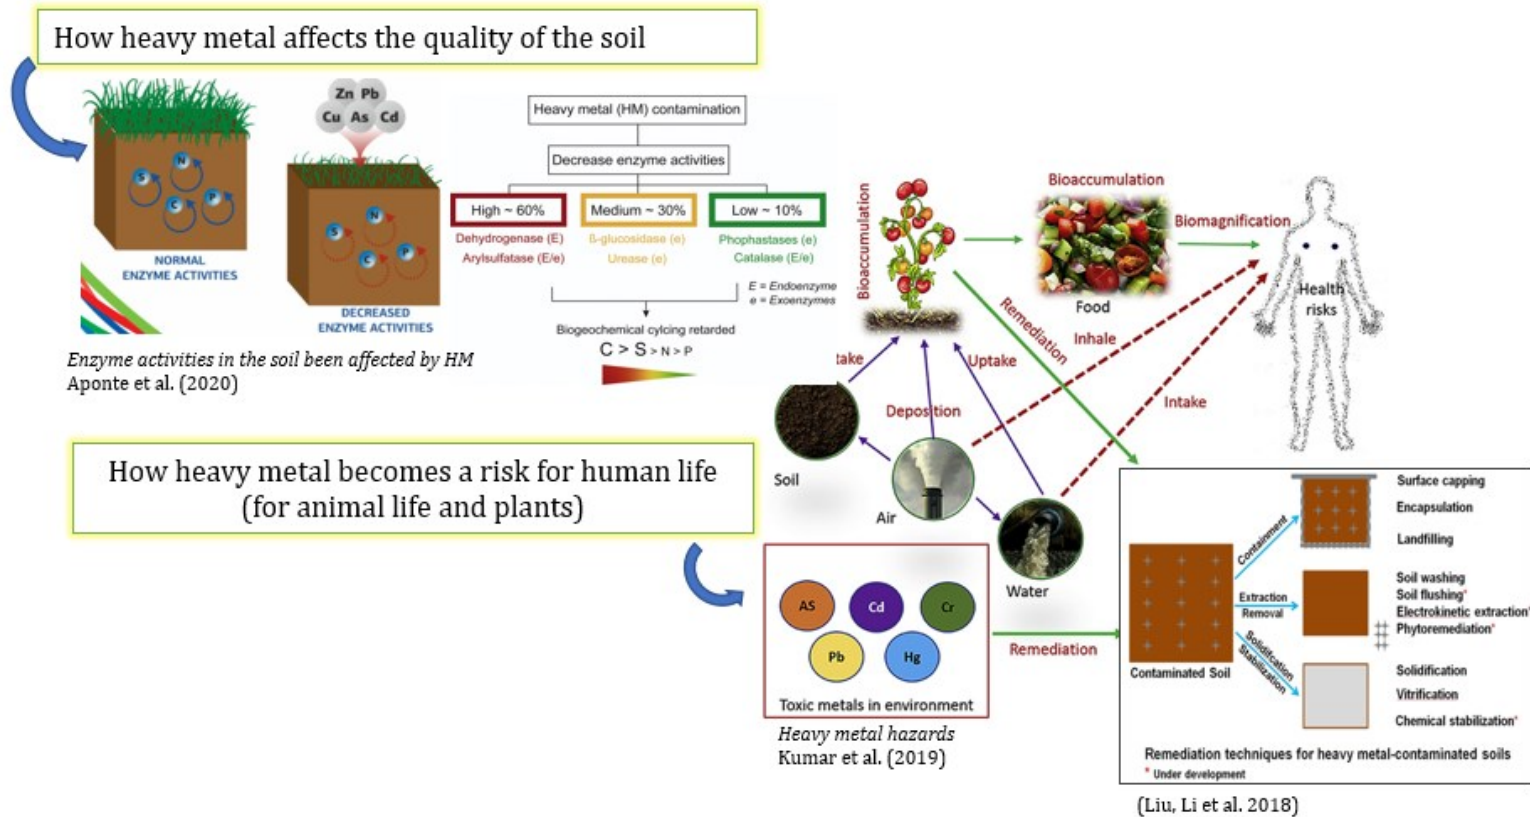 How heavy metal affects the quality of the soil
Zn Pb
Cu As Cd
N
S
P
C
NORMAL
ENZYME ACTIVITIES
N
S
P
C
DECREASED
ENZYME ACTIVITIES
Heavy metal (HM) contamination
Decrease enzyme activities
High ~ 60%
Medium ~ 30%
Low ~ 10%
Dehydrogenase (E)
Arylsulfatase (E/e)
ß-glucosidase (e)
Urease (e)
Phophastases (e)
Catalase (E/e)
E = Endoenzyme
e = Exoenzymes
Biogeochemical cylcing retarded
C > S > N > P
Enzyme activities in the soil been affected by HM
Aponte et al. (2020)
Bioaccumulation
Bioaccumulation
Biomagnification
Food
Health
risks
Remediation
Inhale
take
Uptake
Intake
Deposition
Soil
Air
Water
How heavy metal becomes a risk for human life
(for animal life and plants)
AS
Cd
Cr
Pb
Hg
Toxic metals in environment
Remediation
Heavy metal hazards
Kumar et al. (2019)
Contaminated Soil
Containment
Extraction
Removal
Solidifcation
Stabilization
Surface capping
Encapsulation
Landfilling
Soil washing
Soil flushing*
Electrokinetic extraction*
Phytoremediation*
Solidification
Vitrification
Chemical stabilization*
Remediation techniques for heavy metal-contaminated soils
* Under development
(Liu, Li et al. 2018)